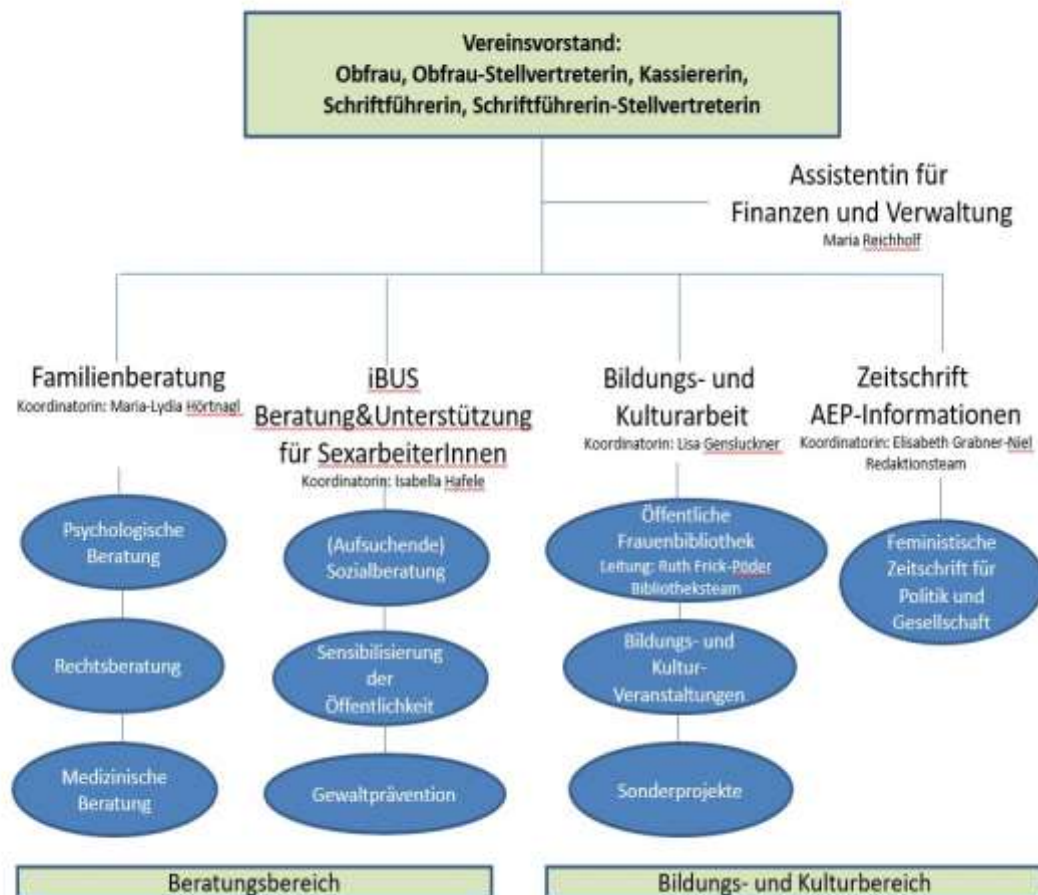 Vereinsvorstand:
Obfrau, Obfrau-Stellvertreterin, Kassiererin,
Schriftführerin, Schriftführerin-Stellvertreterin
Assistentin für
Finanzen und Verwaltung
Maria Reichholf
Familienberatung
Koordinatorin: Maria-Lydia Hörtnagl
iBUS
Beratung&Unterstützung
für SexarbeiterInnen
Koordinatorin: Isabella Hafele
Bildungs- und
Kulturarbeit
Koordinatorin: Lisa Gensluckner
Zeitschrift
AEP-Informationen
Koordinatorin: Elisabeth Grabner-Niel
Redaktionsteam
Psychologische
Beratung
Rechtsberatung
Medizinische
Beratung
(Aufsuchende)
Sozialberatung
Sensibilisierung
der
Öffentlichkeit
Gewaltprävention
Öffentliche
Frauenbibliothek
Leitung: Ruth Frick-Pöder
Bibliotheksteam
Bildungs- und
Kultur-
Veranstaltungen
Sonderprojekte
Feministische
Zeitschrift für
Politik und
Gesellschaft
Beratungsbereich
Bildungs- und Kulturbereich